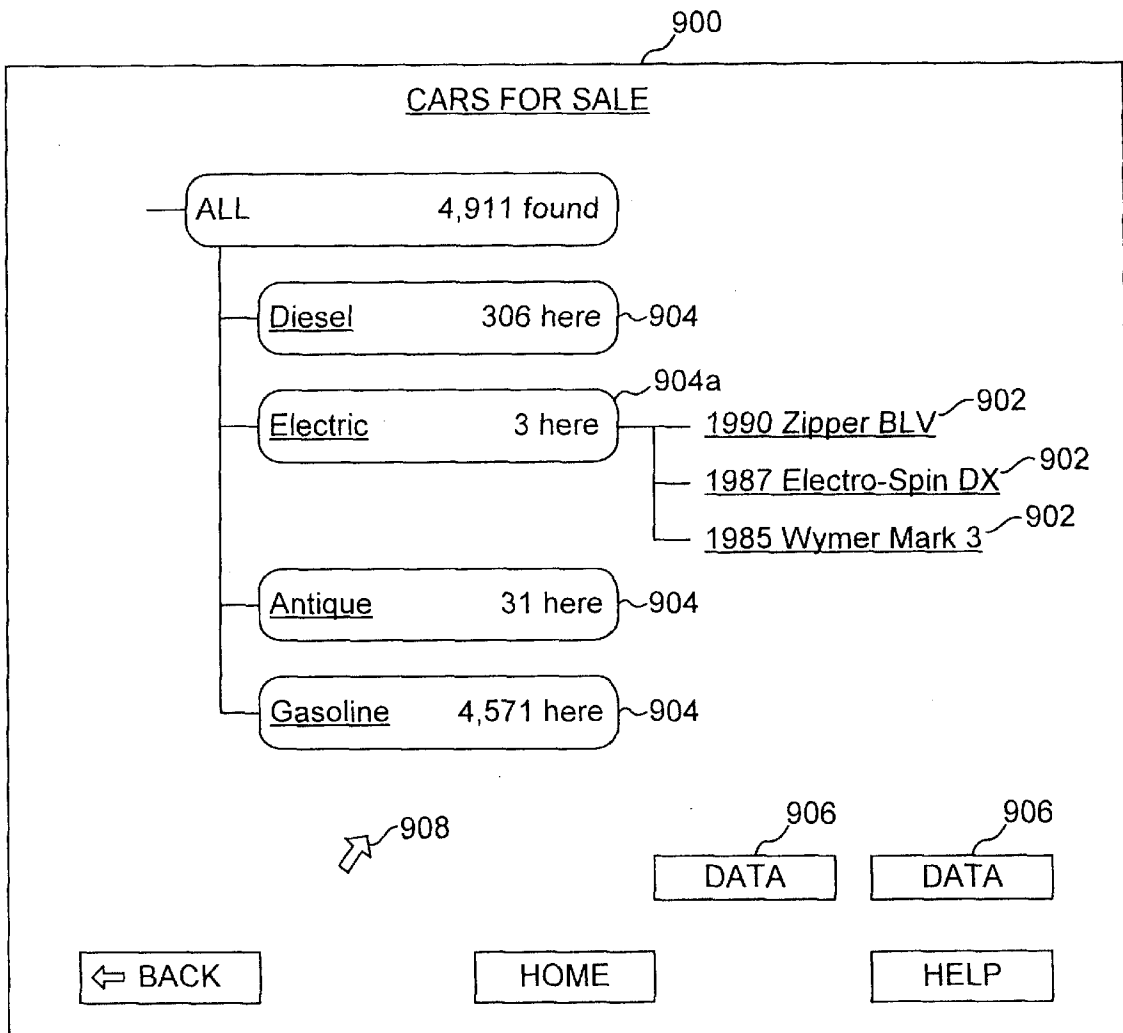 900
CARS FOR SALE
ALL 4,911 found
Diesel 306 here 904
904a
Electric 3 here 1990 Zipper BLV 902
1987 Electro-Spin DX 902
1985 Wymer Mark 3 902
Antique 31 here 904
Gasoline 4,571 here 904
908
906 906
DATA DATA
BACK HOME HELP